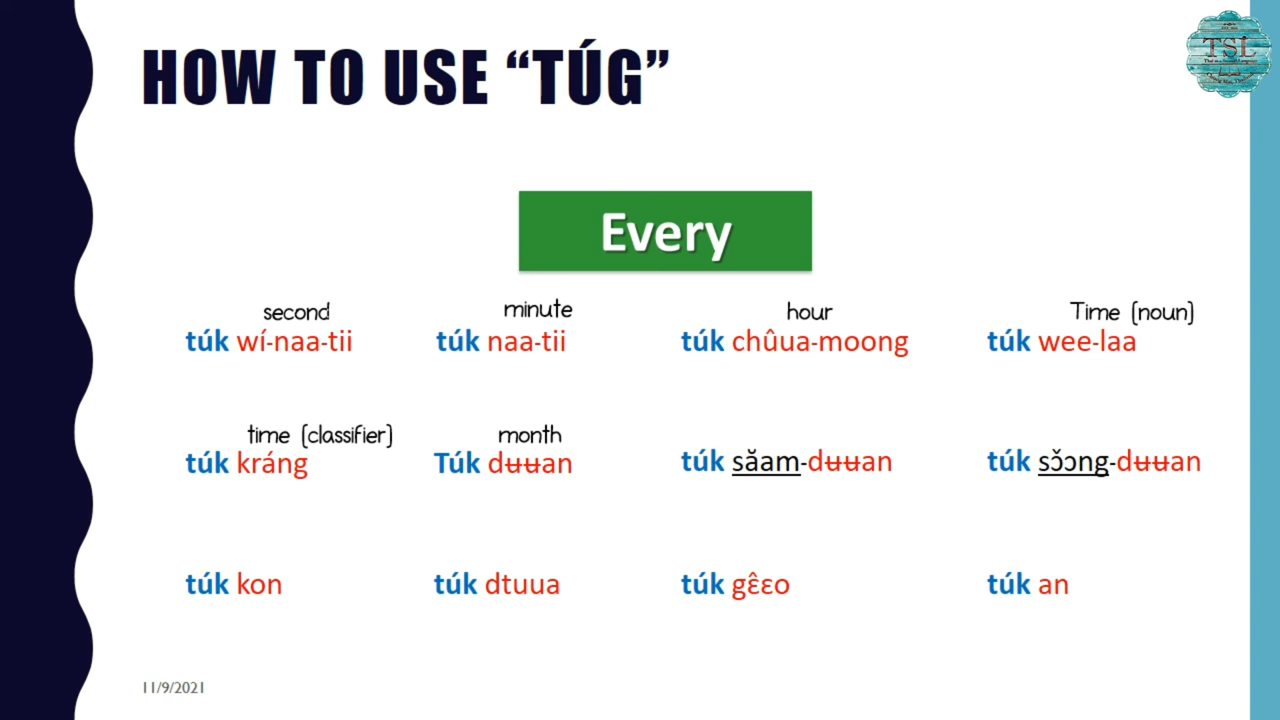 HOW TO USE “TÚG”
TSL
Every
second minute hour Time (noun)
túk wí-naa-tii túk naa-tii túk chûua-moong túk wee-laa
time (classifier) month
túk kráng Túk dʉʉan túk săam-dʉʉan túk sɔ̌ɔng-dʉʉan
túk kon túk dtuua túk gɛ̂ɛo túk an
11/9/2021